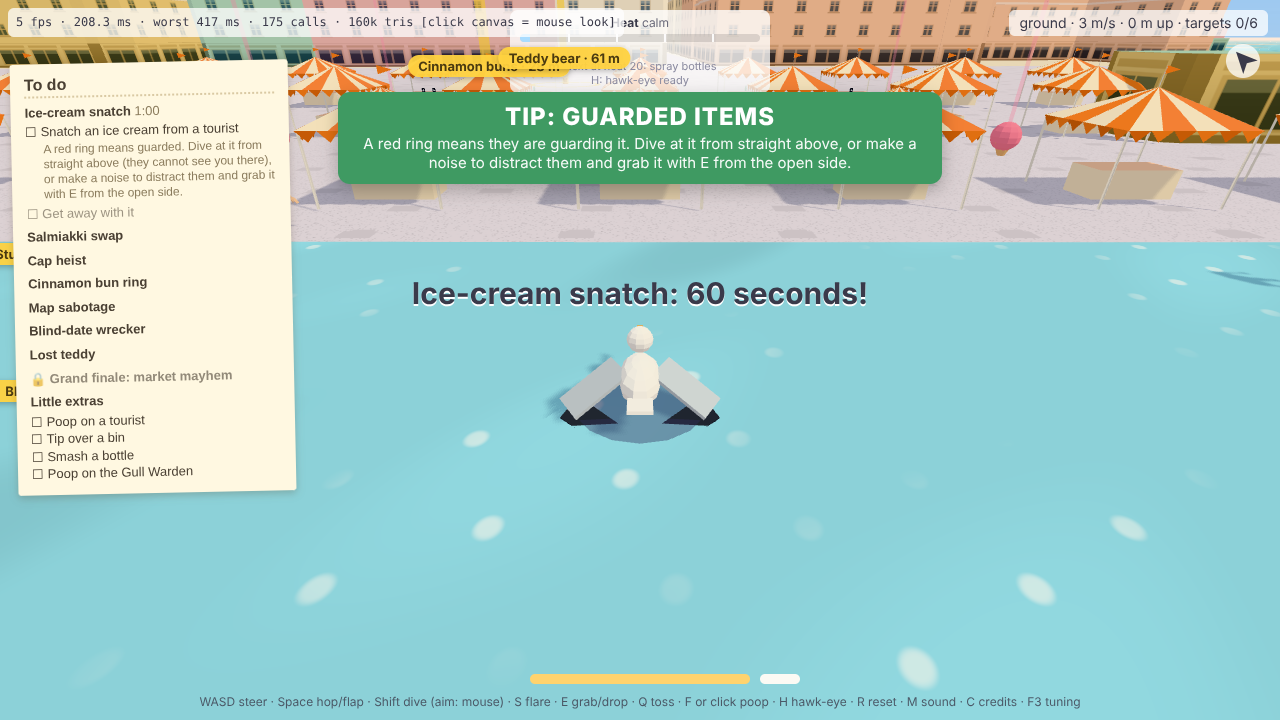 5 fps · 208.3 ms · worst 417 ms · 175 calls · 160k tris [click canvas = mouse look]
calm
ground · 3 m/s · 0 m up · targets 0/6
Teddy bear · 61 m
Cinnamon
20: spray bottles
H: hawk-eye ready
TIP: GUARDED ITEMS
A red ring means they are guarding it. Dive at it from straight above, or make a
noise to distract them and grab it with E from the open side.
To do
Ice-cream snatch 1:00
☐ Snatch an ice cream from a tourist
A red ring means guarded. Dive at it from
straight above (they cannot see you there),
or make a noise to distract them and grab it
with E from the open side.
☐ Get away with it
Salmiakki swap
Cap heist
Cinnamon bun ring
Map sabotage
Blind-date wrecker
Lost teddy
🔒 Grand finale: market mayhem
Little extras
☐ Poop on a tourist
☐ Tip over a bin
☐ Smash a bottle
☐ Poop on the Gull Warden
Ice-cream snatch: 60 seconds!
WASD steer · Space hop/flap · Shift dive (aim: mouse) · S flare · E grab/drop · Q toss · F or click poop · H hawk-eye · R reset · M sound · C credits · F3 tuning